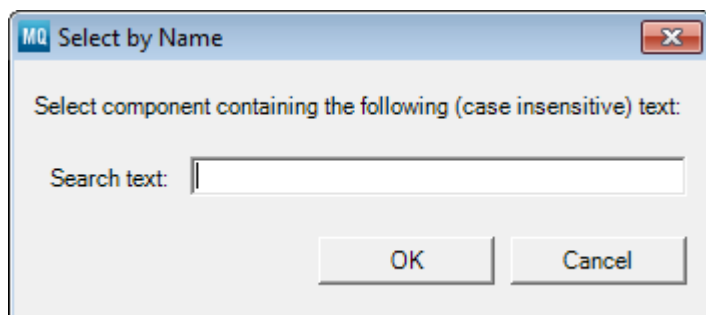 MQ Select by Name
Select component containing the following (case insensitive) text:
Search text:
OK Cancel